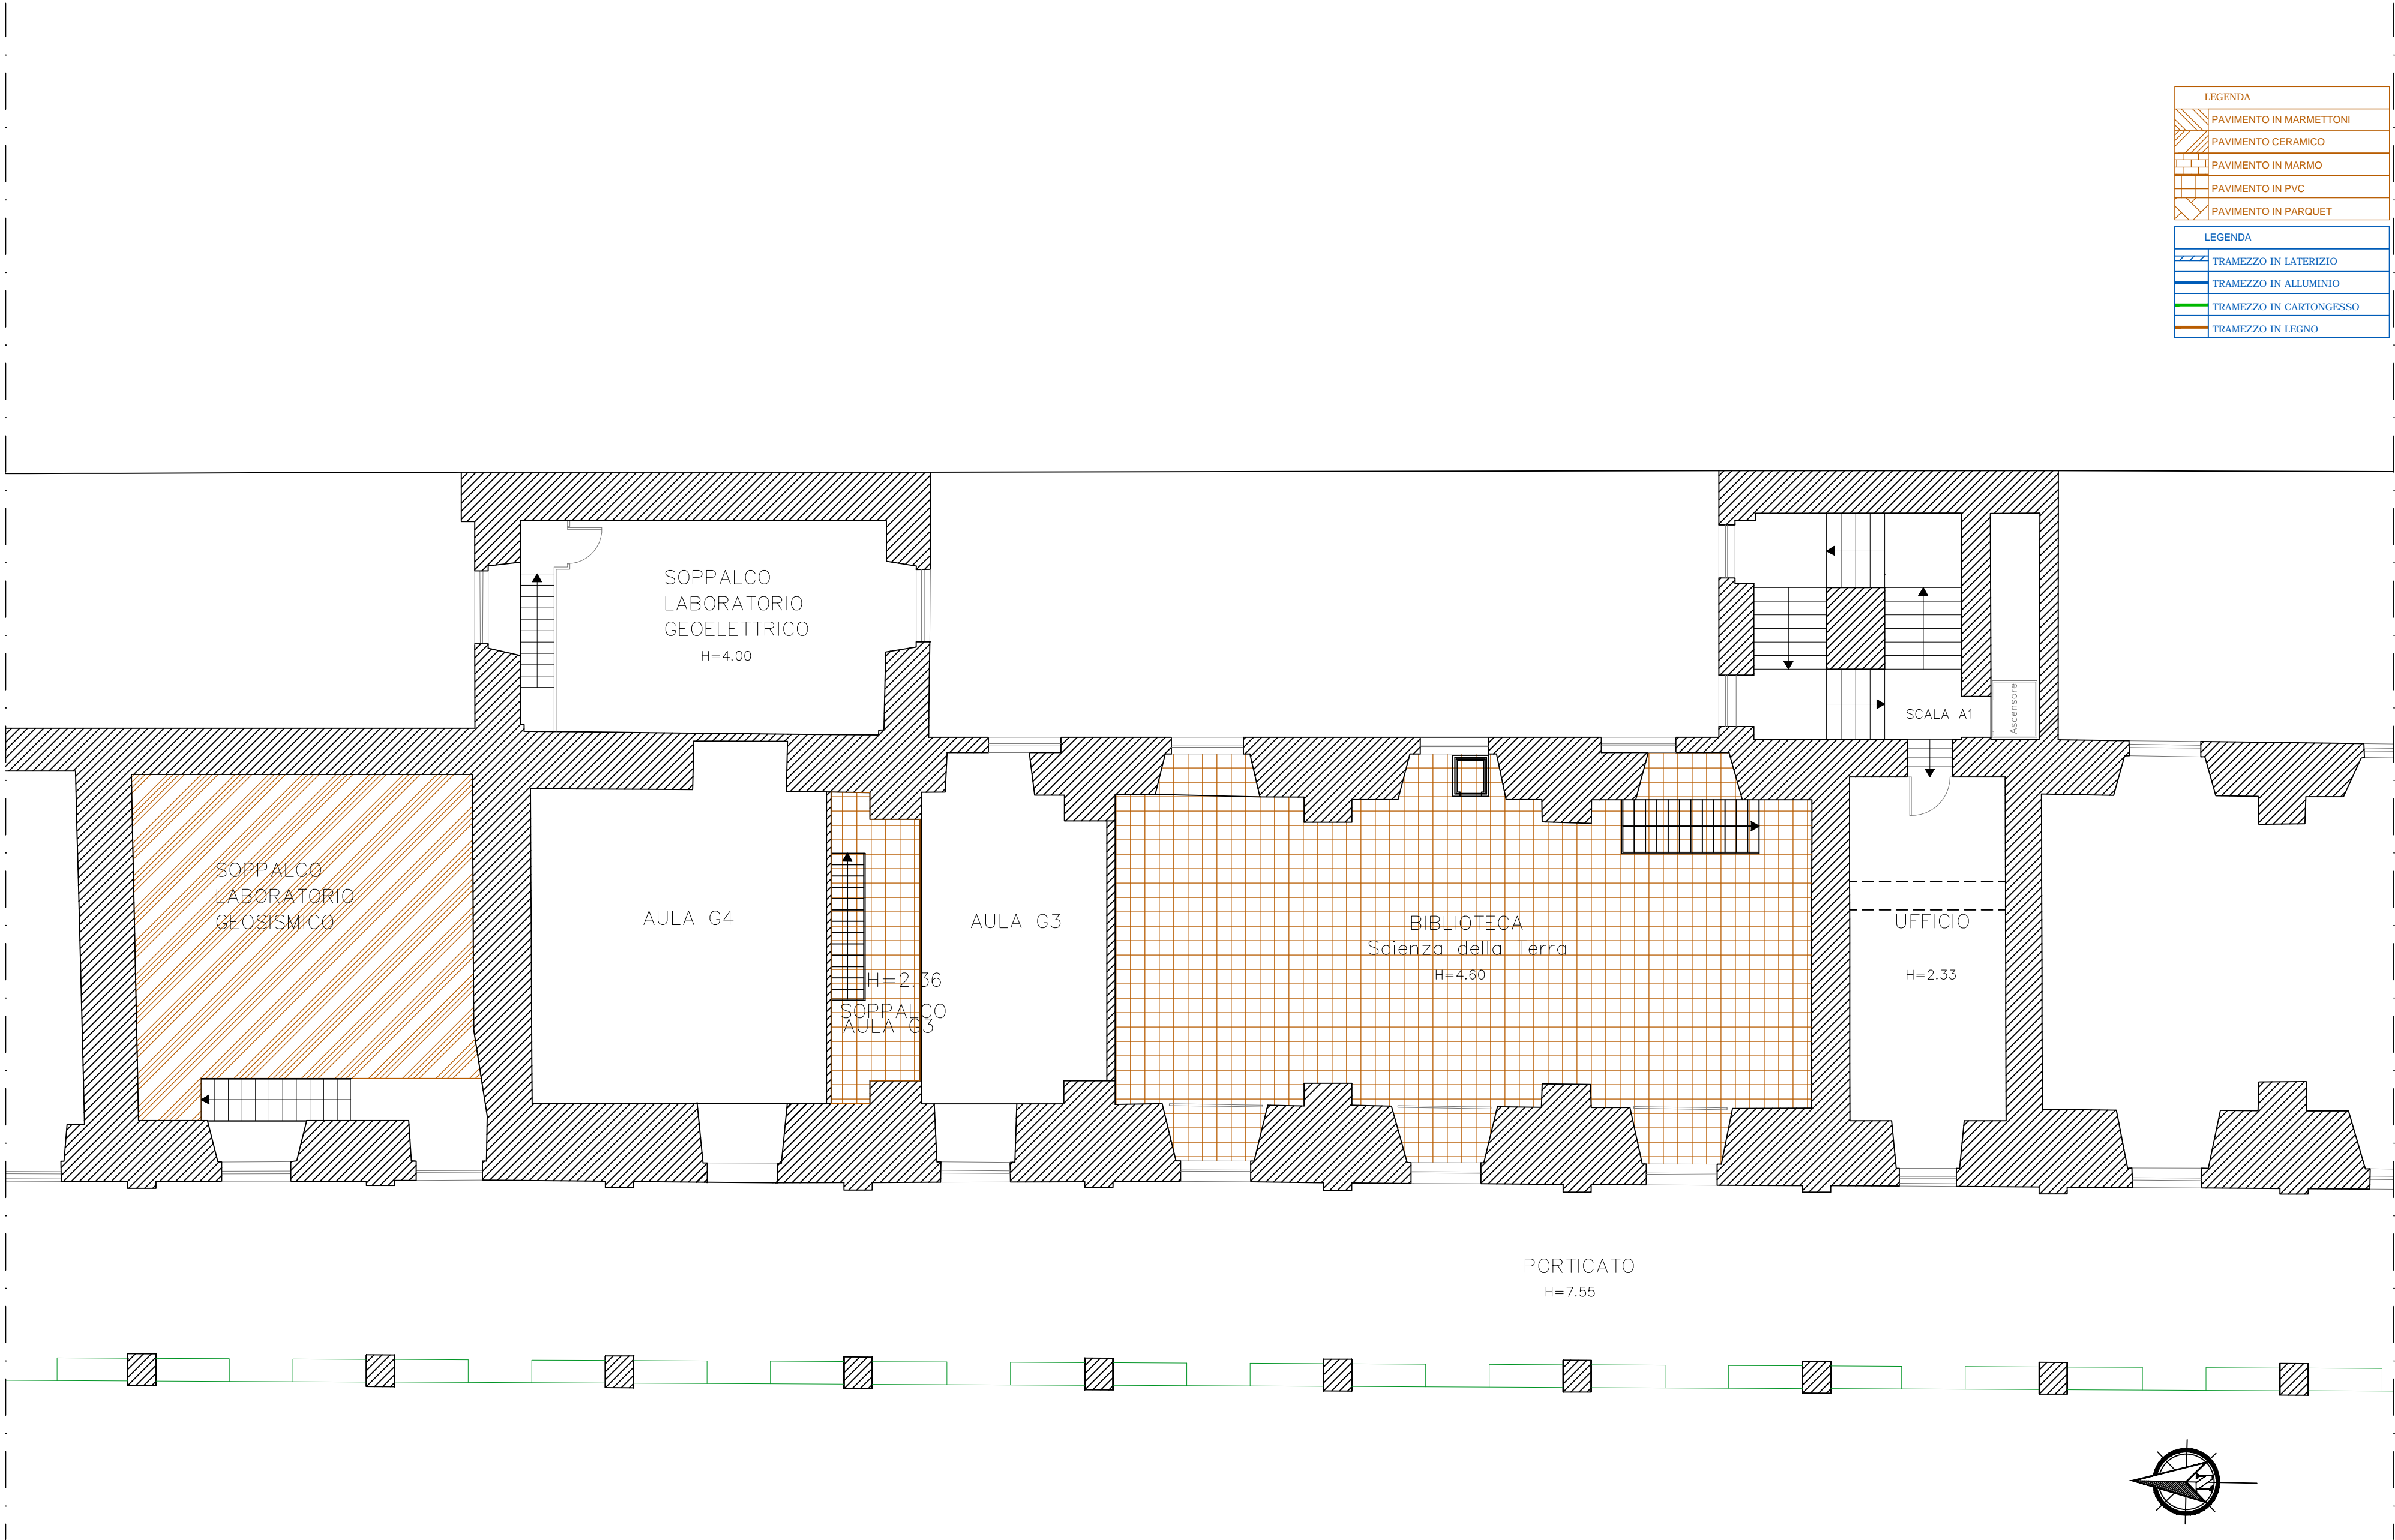 LEGENDA
PAVIMENTO IN MARMETTONI
PAVIMENTO CERAMICO
PAVIMENTO IN MARMO
PAVIMENTO IN PVC
PAVIMENTO IN PARQUET
LEGENDA
TRAMEZZO IN LATERIZIO
TRAMEZZO IN ALLUMINIO
TRAMEZZO IN CARTONGESSO
TRAMEZZO IN LEGNO
SOPPALCO
LABORATORIO
GEOELETTRICO
H=4.00
SCALA A1
Ascensore
SOPPALCO
LABORATORIO
GEOSISMICO
AULA G4
H=2.36
SOPPALCO
AULA G3
AULA G3
BIBLIOTECA
Scienza della Terra
H=4.60
UFFICIO
H=2.33
PORTICATO
H=7.55
N